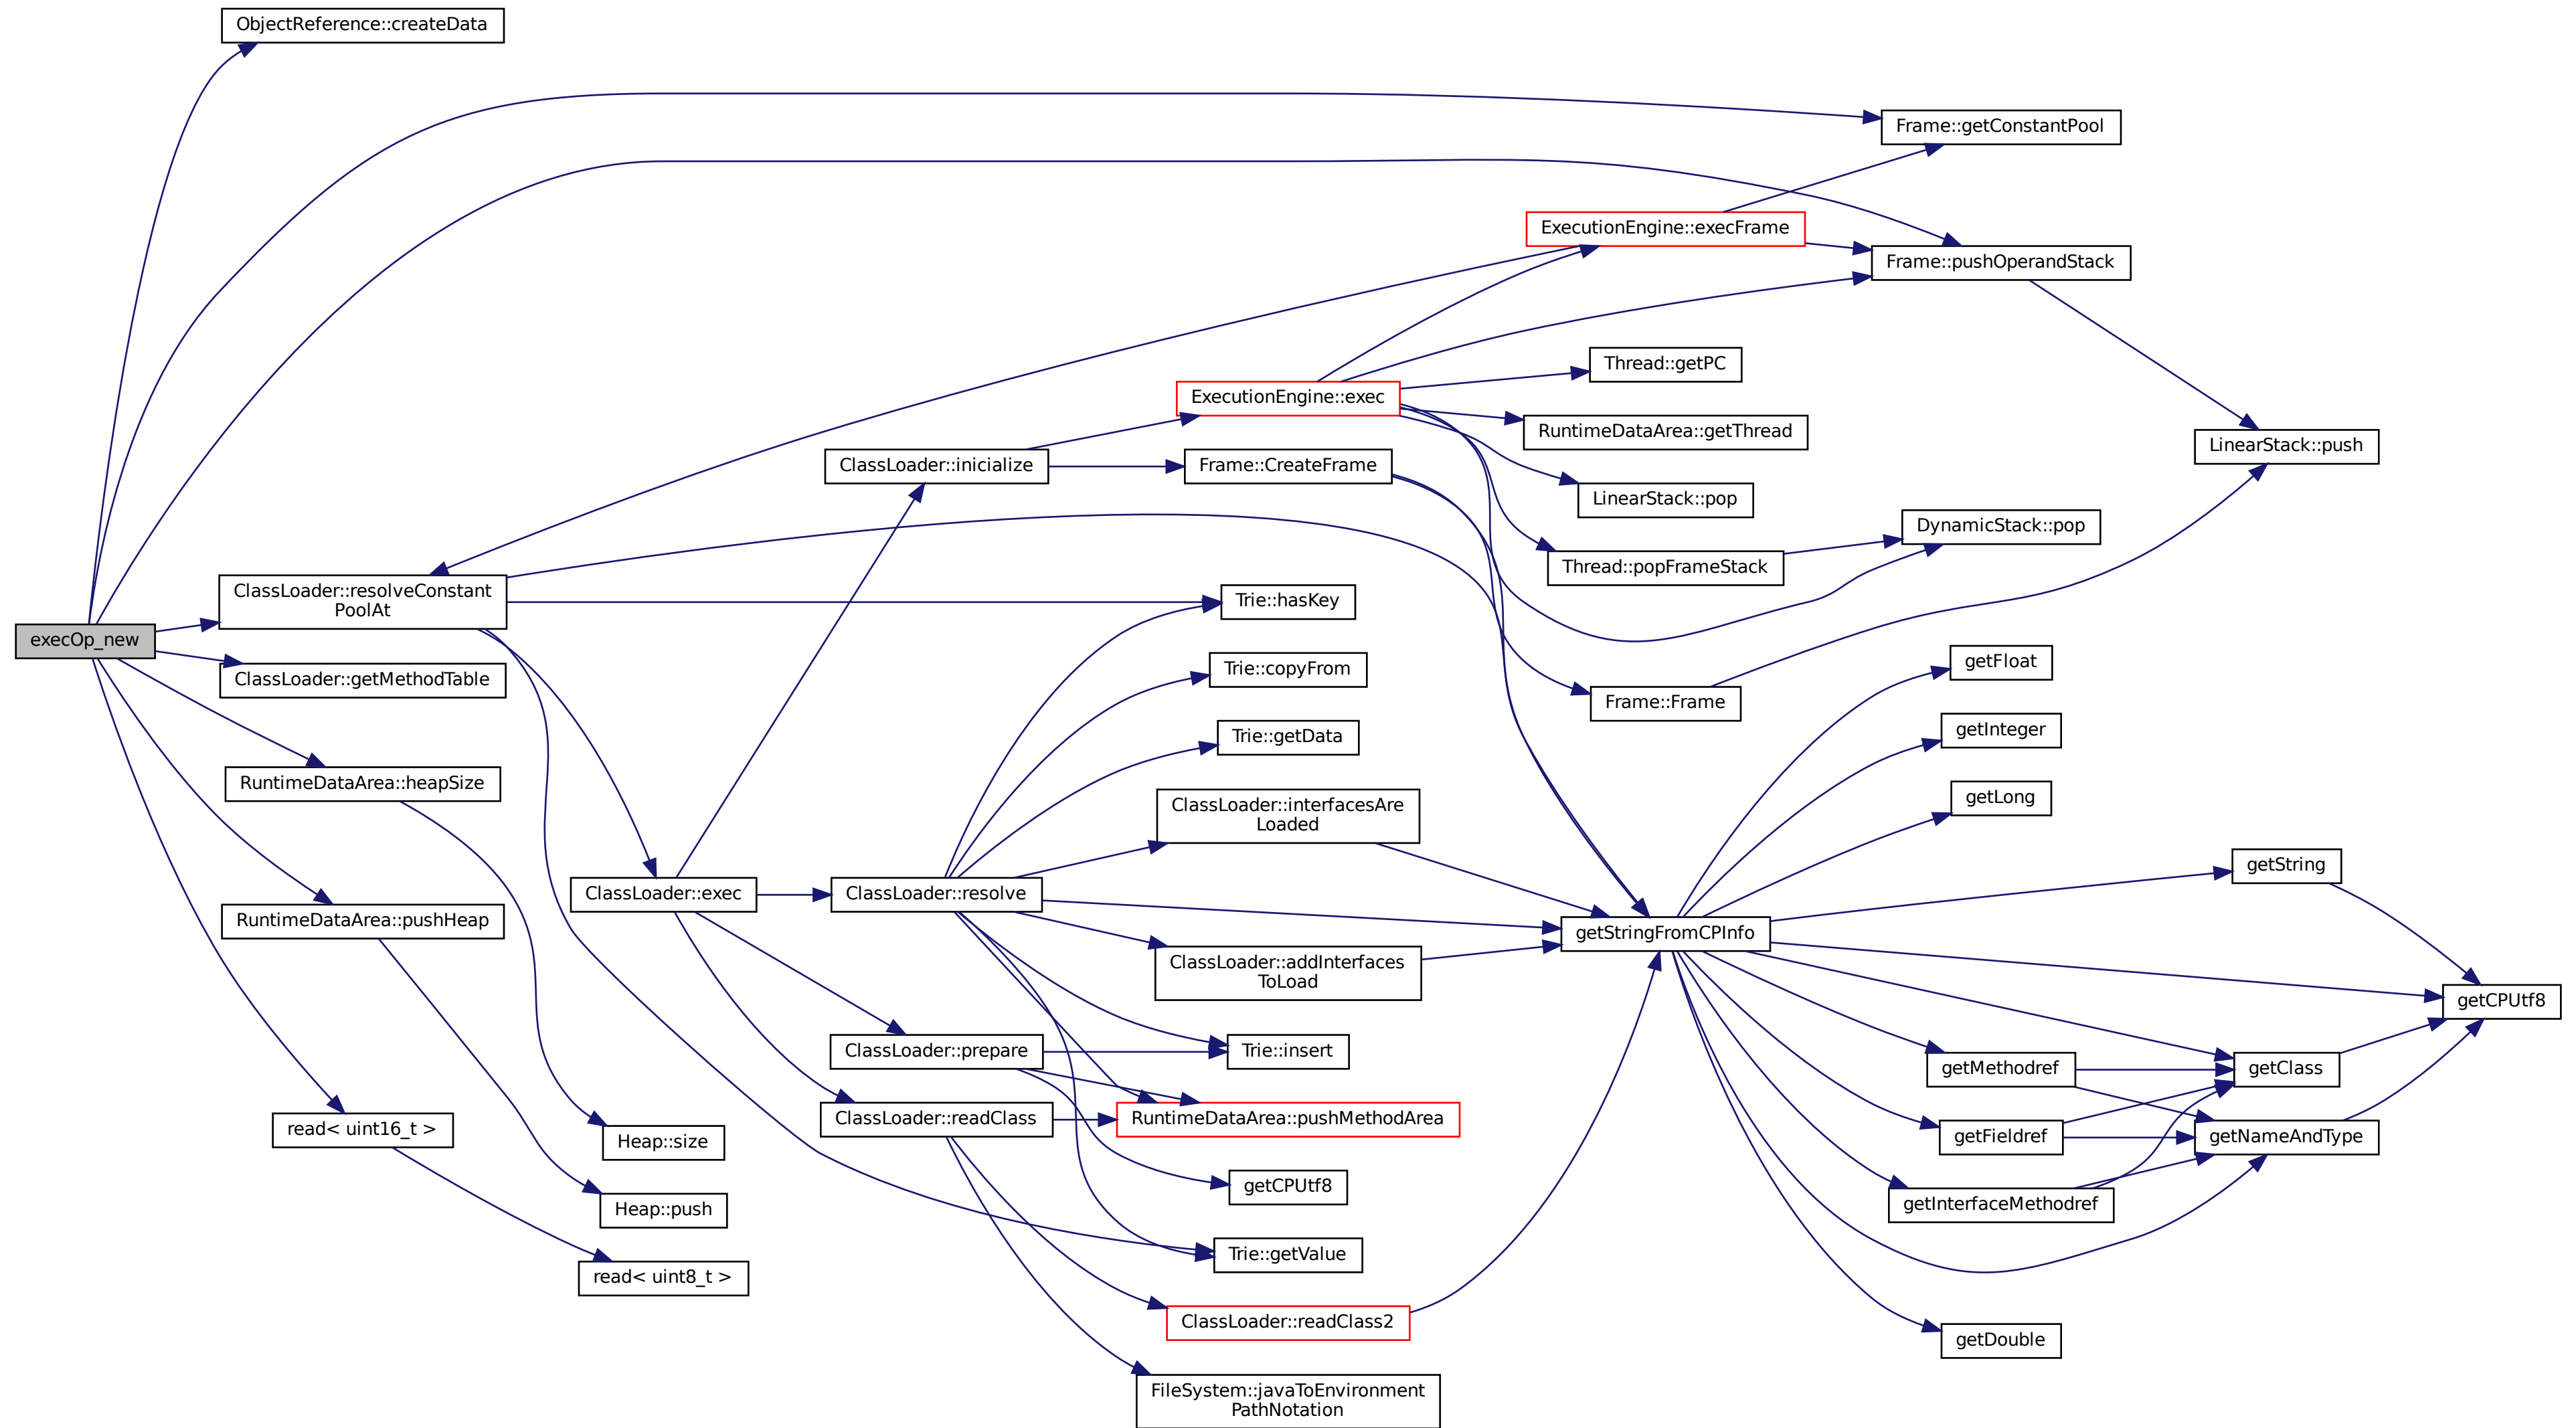 ObjectReference::createData
Frame::getConstantPool
ExecutionEngine::execFrame
Frame::pushOperandStack
Thread::getPC
ExecutionEngine::exec
RuntimeDataArea::getThread
LinearStack::push
ClassLoader::inicialize
Frame::CreateFrame
LinearStack::pop
DynamicStack::pop
Thread::popFrameStack
ClassLoader::resolveConstant
PoolAt
Trie::hasKey
execOp_new
ClassLoader::getMethodTable
Trie::copyFrom
getFloat
Frame::Frame
Trie::getData
getInteger
RuntimeDataArea::heapSize
ClassLoader::interfacesAre
Loaded
getLong
getString
ClassLoader::exec
ClassLoader::resolve
RuntimeDataArea::pushHeap
getStringFromCPInfo
ClassLoader::addInterfaces
ToLoad
getCPUtf8
ClassLoader::prepare
Trie::insert
getMethodref
getClass
read< uint16_t >
ClassLoader::readClass
RuntimeDataArea::pushMethodArea
getFieldref
getNameAndType
Heap::size
getCPUtf8
getInterfaceMethodref
Heap::push
Trie::getValue
read< uint8_t >
ClassLoader::readClass2
getDouble
FileSystem::javaToEnvironment
PathNotation